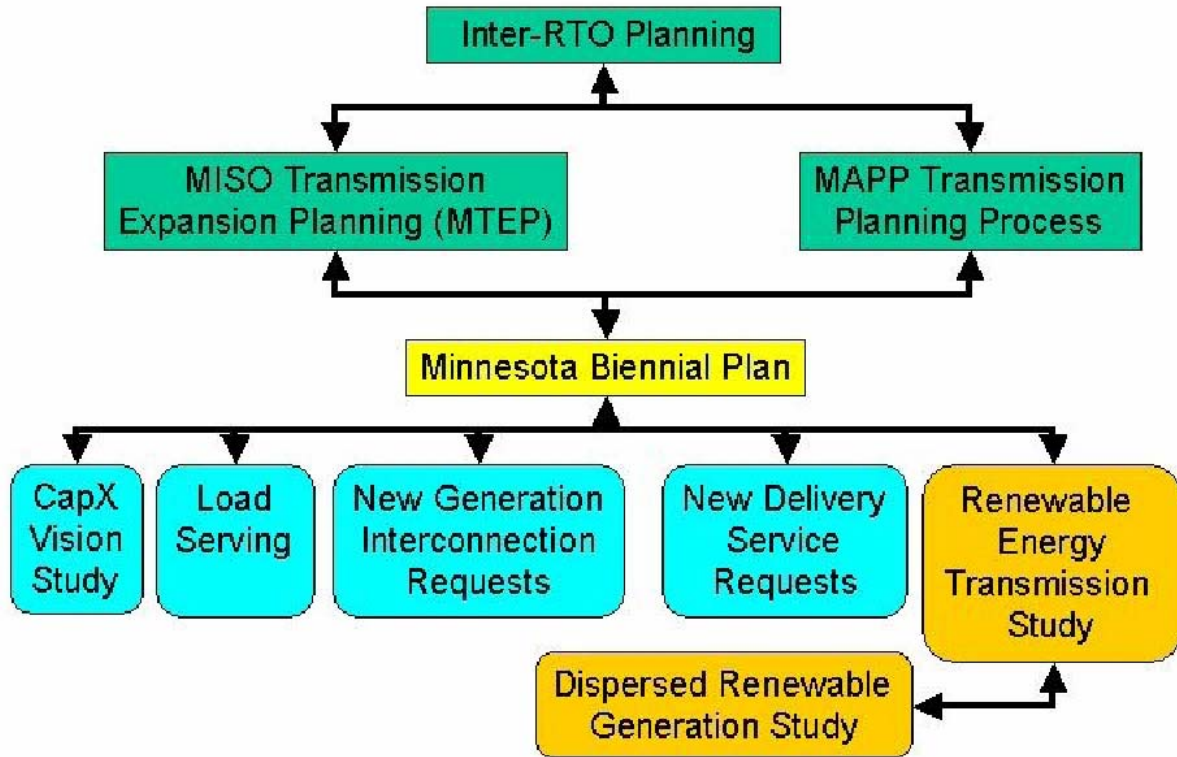 Inter-RTO Planning
MISO Transmission
Expansion Planning (MTEP)
MAPP Transmission
Planning Process
Minnesota Biennial Plan
CapX
Vision
Study
Load
Serving
New Generation
Interconnection
Requests
New Delivery
Service
Requests
Renewable
Energy
Transmission
Study
Dispersed Renewable
Generation Study